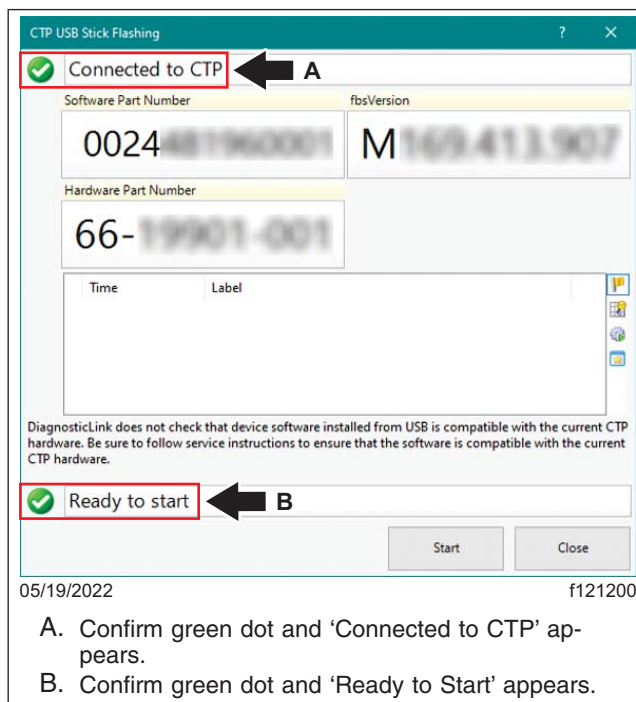 CTP USB Stick Flashing ? ×
Connected to CTP A
Software Part Number fbsVersion
0024 M
Hardware Part Number
66-
Time Label
DiagnosticLink does not check that device software installed from USB is compatible with the current CTP
hardware. Be sure to follow service instructions to ensure that the software is compatible with the current
CTP hardware.
Ready to start B
Start Close
05/19/2022 f121200
A. Confirm green dot and ‘Connected to CTP’ ap-
pears.
B. Confirm green dot and ‘Ready to Start’ appears.